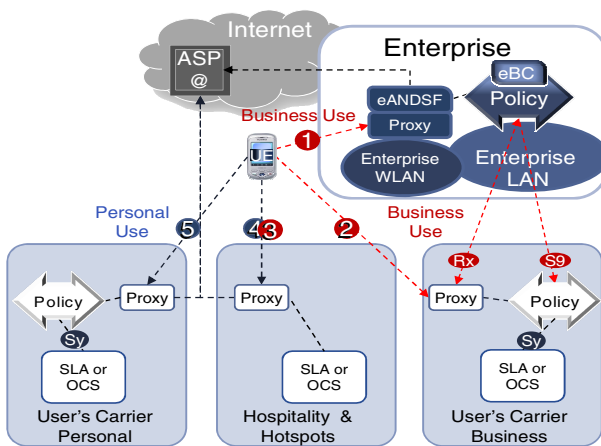 Internet
Enterprise
ASP
@
eBC
Policy
eANDSF
Proxy
Business Use
1
UE
Enterprise
WLAN
Enterprise
LAN
Personal
Use
5
4
3
2
Business
Use
Rx
S9
Policy
Proxy
Proxy
Proxy
Policy
Sy
Sy
SLA or
OCS
SLA or
OCS
SLA or
OCS
User's Carrier
Personal
Hospitality &
Hotspots
User's Carrier
Business